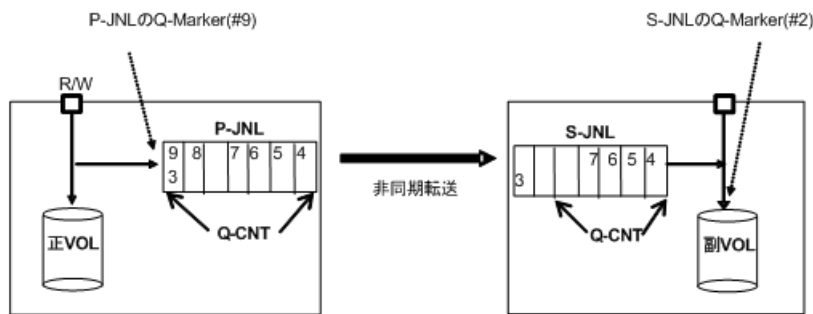 P-JNLのQ-Marker(#9)
S-JNLのQ-Marker(#2)
R/W
P-JNL
9 8 7 6 5 4
3
Q-CNT
正VOL
非同期転送
S-JNL
7 6 5 4
3
Q-CNT
副VOL